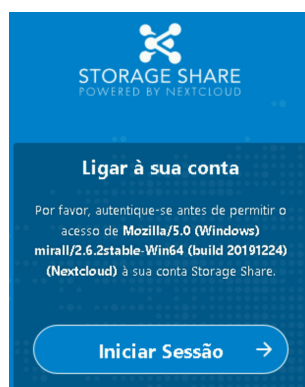 STORAGE SHARE
POWERED BY NEXTCLOUD
Ligar à sua conta
Por favor, autentique-se antes de permitir o
acesso de Mozilla/5.0 (Windows)
mirall/2.6.2stable-Win64 (build 20191224)
(Nextcloud) à sua conta Storage Share.
Iniciar Sessão →